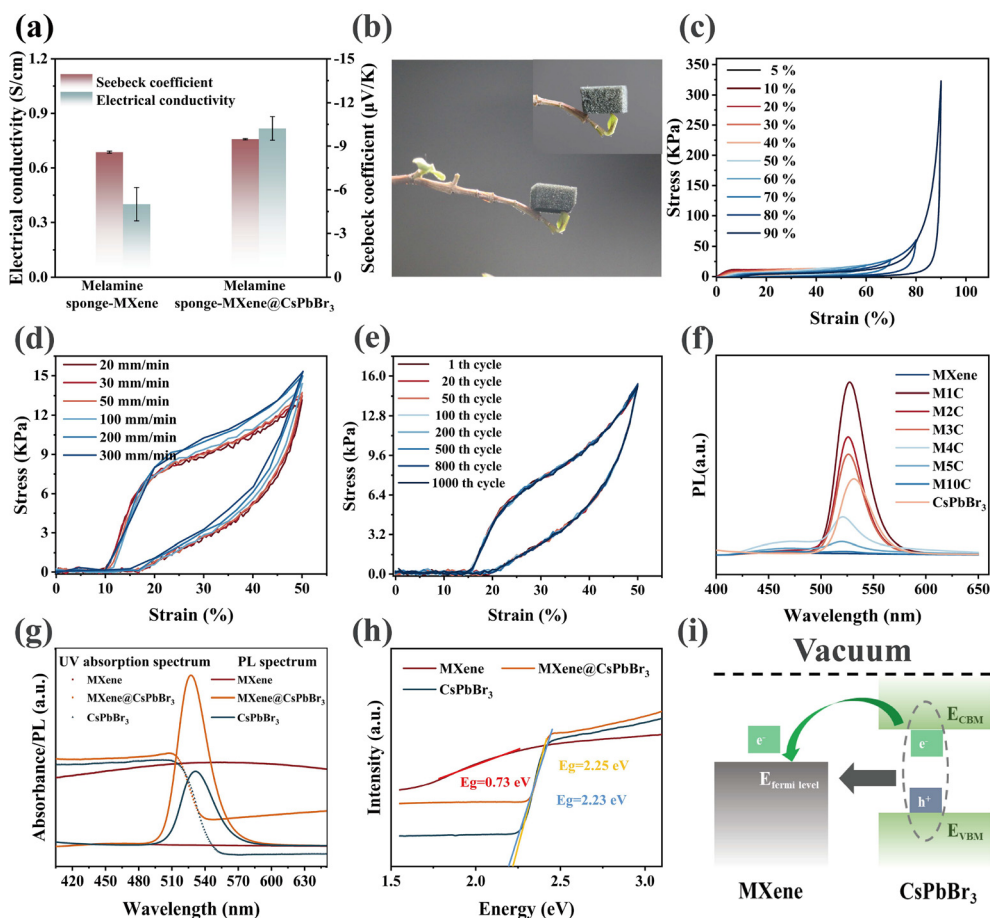 (a)
Electrical conductivity (S/cm)
1.2
0.9
0.6
0.3
0.0
Seebeck coefficient
Electrical conductivity
-15
-12
-9
-6
-3
0
Seebeck coefficient (µV/K)
Melamine
sponge-MXene
Melamine
sponge-MXene@CsPbBr₃
(b)
(c)
Stress (KPa)
350
300
250
200
150
100
50
0
5 %
10 %
20 %
30 %
40 %
50 %
60 %
70 %
80 %
90 %
0 20 40 60 80 100
Strain (%)
(d)
Stress (KPa)
15
12
9
6
3
0
20 mm/min
30 mm/min
50 mm/min
100 mm/min
200 mm/min
300 mm/min
0 10 20 30 40 50
Strain (%)
(e)
Stress (kPa)
16.0
12.8
9.6
6.4
3.2
0.0
1 th cycle
20 th cycle
50 th cycle
100 th cycle
200 th cycle
500 th cycle
800 th cycle
1000 th cycle
0 10 20 30 40 50
Strain (%)
(f)
PL(a.u.)
MXene
M1C
M2C
M3C
M4C
M5C
M10C
CsPbBr₃
400 450 500 550 600 650
Wavelength (nm)
(g)
Absorbance/PL (a.u.)
UV absorption spectrum
MXene
MXene@CsPbBr₃
CsPbBr₃
PL spectrum
MXene
MXene@CsPbBr₃
CsPbBr₃
420 450 480 510 540 570 600 630
Wavelength (nm)
(h)
Intensity (a.u.)
MXene
CsPbBr₃
MXene@CsPbBr₃
Eg=0.73 eV
Eg=2.25 eV
Eg=2.23 eV
1.5 1.8 2.1 2.4 2.7 3.0
Energy (eV)
(i)
Vacuum
E CBM
e⁻
e⁻
E fermi level
h⁺
E VBM
MXene
CsPbBr₃